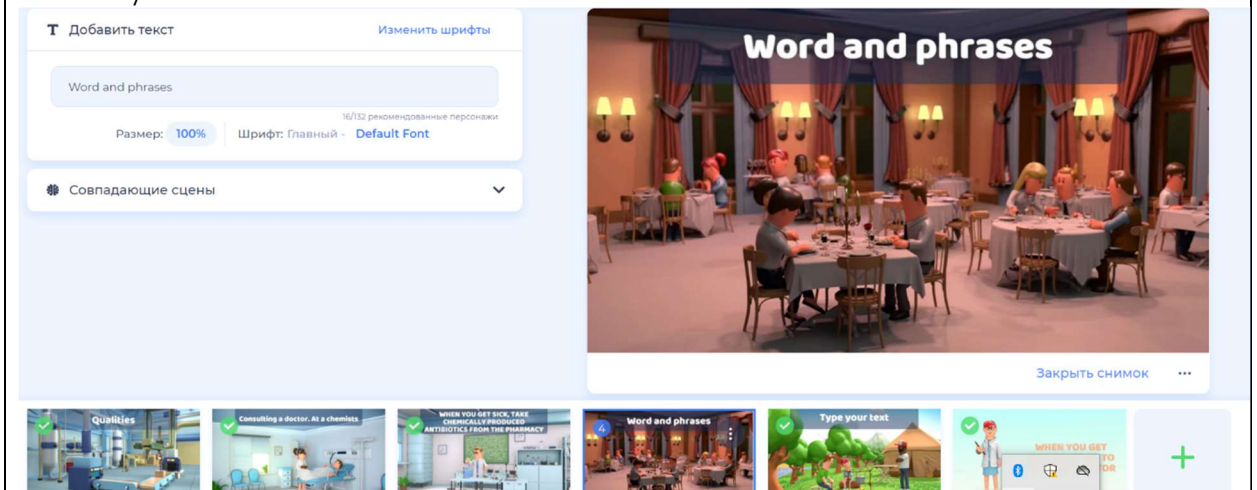 Добавить текст
Изменить шрифты
Word and phrases
16/132 рекомендованные персонажи
Размер: 100% Шрифт: Главный - Default Font
Совпадающие сцены
Word and phrases
Закрыть снимок
Qualities
Consulting a doctor. At a chemists
WHEN YOU GET SICK, TAKE
CHEMICALLY PRODUCED
ANTIBIOTICS FROM THE PHARMACY
4
Word and phrases
Type your text
WHEN YOU GET
TO